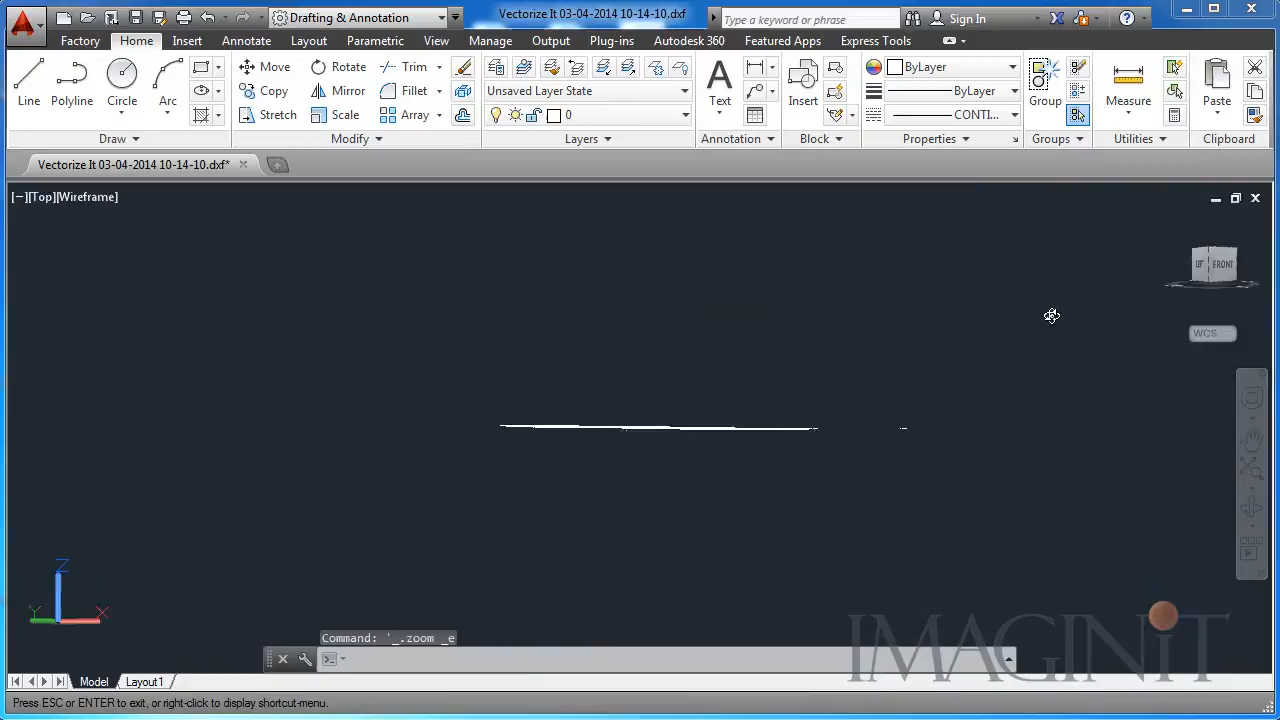 Drafting & Annotation
Vectorize It 03-04-2014 10-14-10.dxf
Type a keyword or phrase
Sign In
Factory Home Insert Annotate Layout Parametric View Manage Output Plug-ins Autodesk 360 Featured Apps Express Tools
Line
Polyline
Circle
Arc
Move
Rotate
Trim
Copy
Mirror
Fillet
Stretch
Scale
Array
Unsaved Layer State
0
Text
Insert
ByLayer
ByLayer
CONTI...
Group
Measure
Paste
Draw
Modify
Layers
Annotation
Block
Properties
Groups
Utilities
Clipboard
Vectorize It 03-04-2014 10-14-10.dxf*
[−][Top][Wireframe]
FRONT
WCS
Z
Y
X
Command: '_.zoom _e
IMAGINiT
Model
Layout1
Press ESC or ENTER to exit, or right-click to display shortcut-menu.